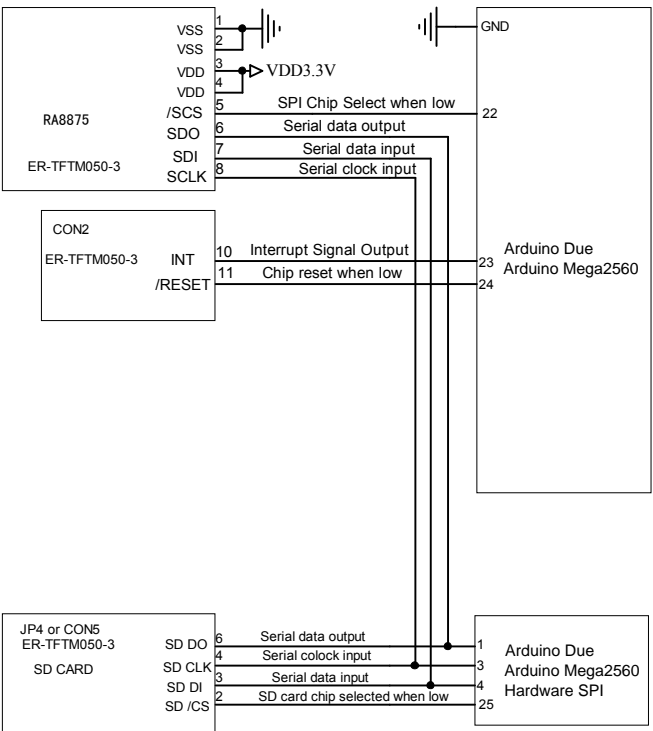 VSS 1
VSS 2
VDD 3
VDD 4
VDD3.3V
/SCS 5 SPI Chip Select when low 22
SDO 6 Serial data output
SDI 7 Serial data input
SCLK 8 Serial clock input
RA8875
ER-TFTM050-3
GND
CON2
ER-TFTM050-3
INT 10 Interrupt Signal Output 23
/RESET 11 Chip reset when low 24
Arduino Due
Arduino Mega2560
JP4 or CON5
ER-TFTM050-3
SD CARD
SD DO 6 Serial data output 1
SD CLK 4 Serial colock input 3
SD DI 3 Serial data input 4
SD /CS 2 SD card chip selected when low 25
Arduino Due
Arduino Mega2560
Hardware SPI